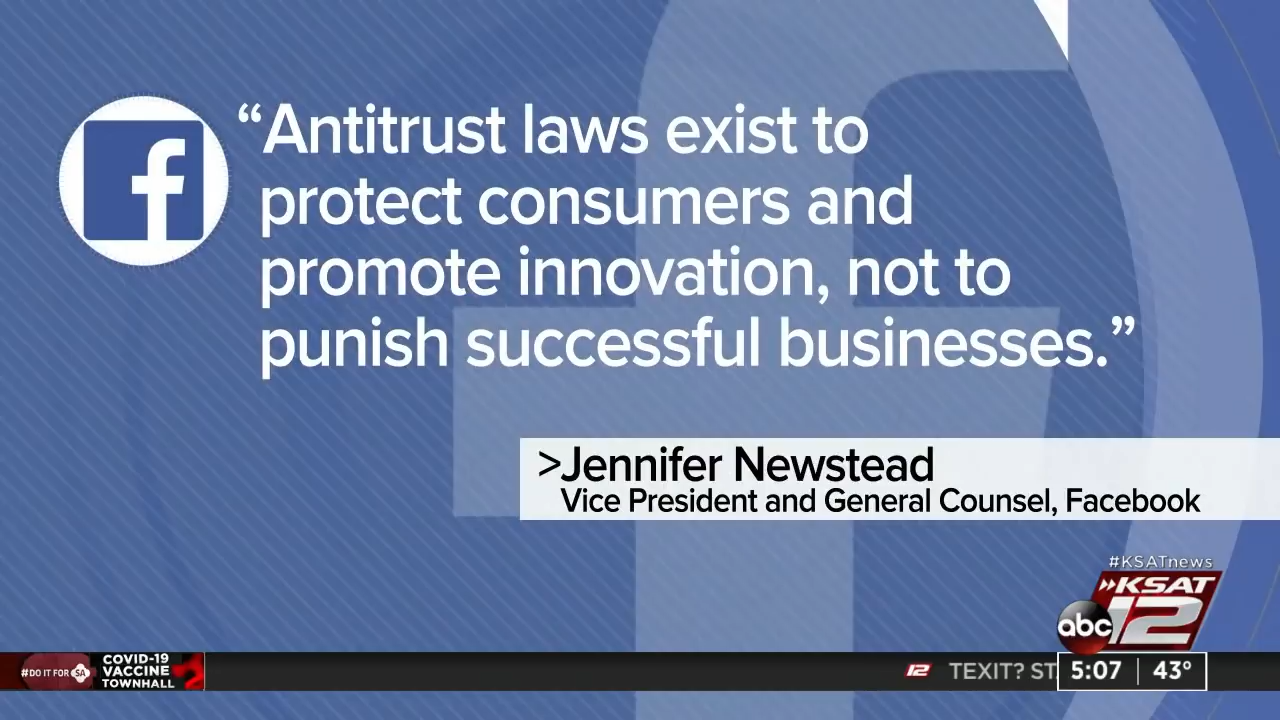 “Antitrust laws exist to
protect consumers and
promote innovation, not to
punish successful businesses.”
>Jennifer Newstead
Vice President and General Counsel, Facebook
#KSATnews
KSAT
abc 12
#DO IT FOR SA
COVID-19
VACCINE
TOWNHALL
12 TEXIT?
5:07 43°